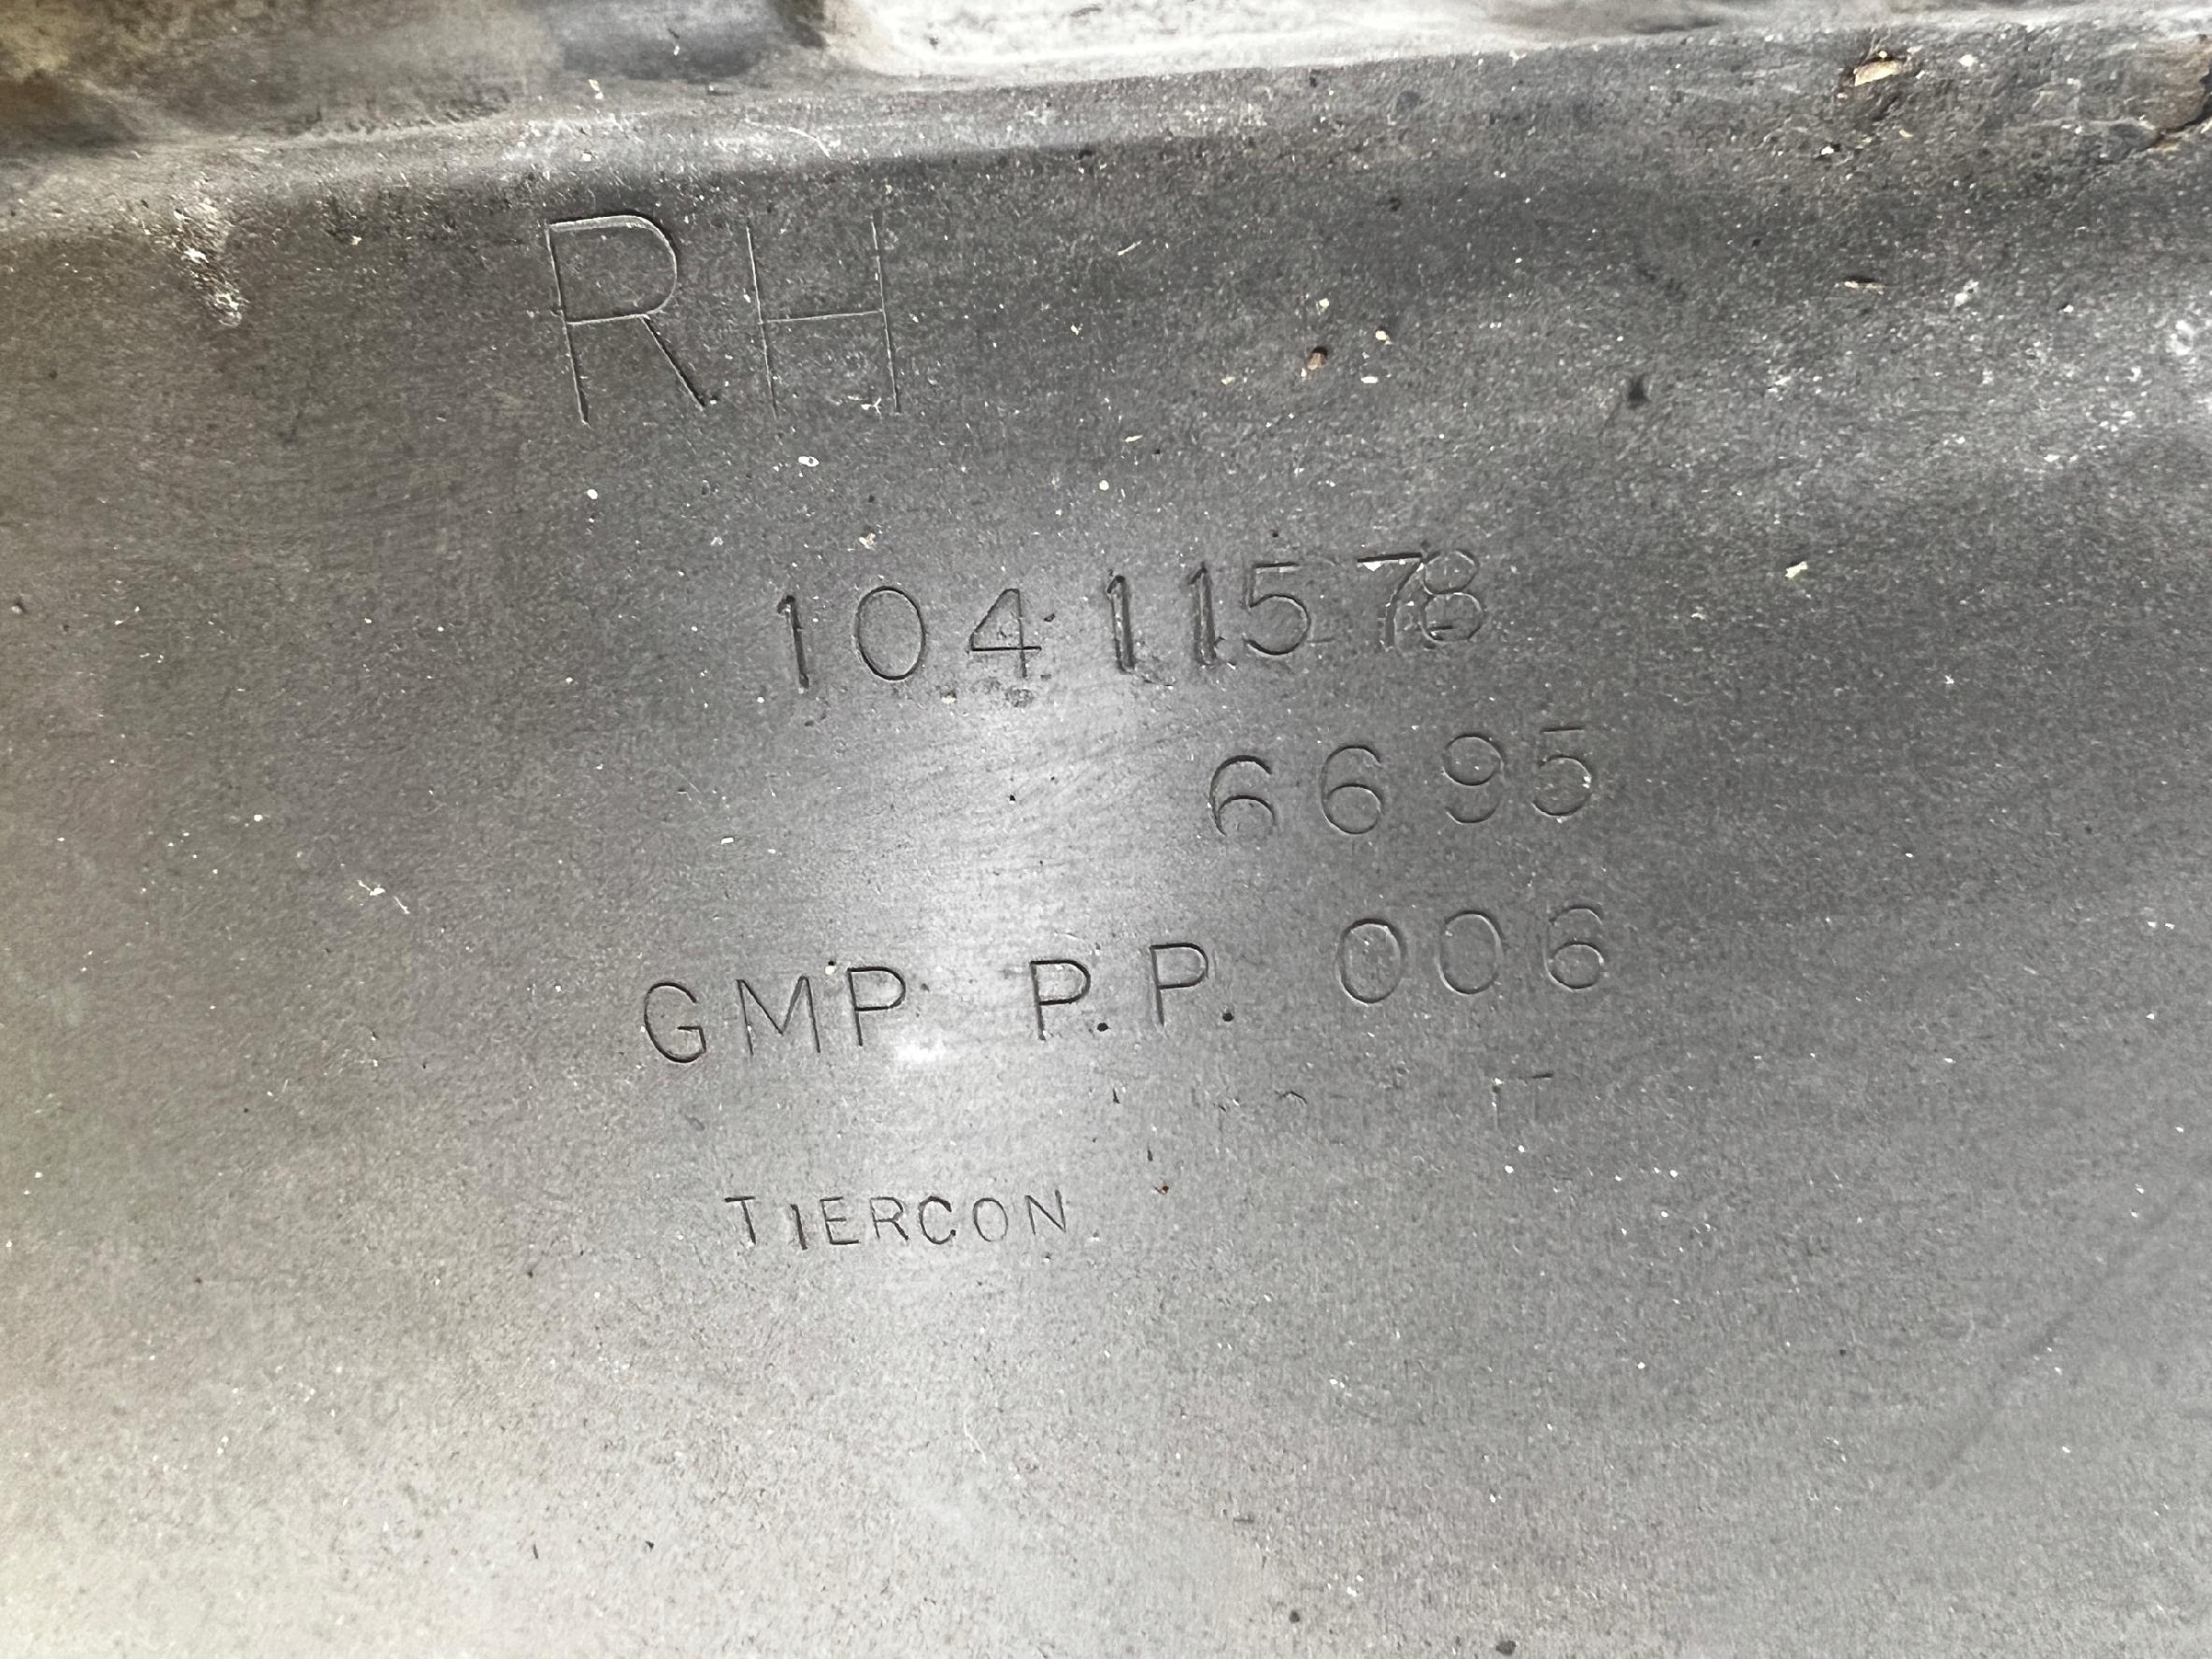 RH
10411578
6695
GMP P.P. 006
TIERCON